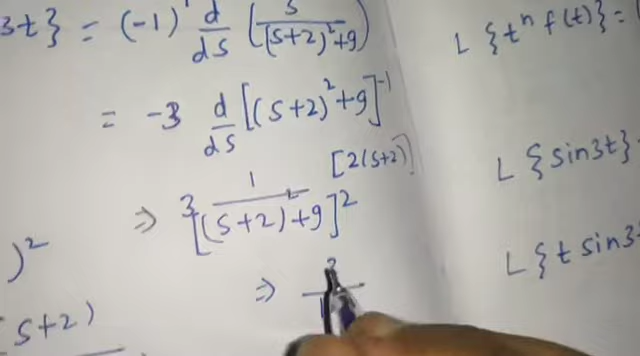 3t} = (-1)^1 d/ds (3/((s+2)^2+9))
= -3 d/ds [(s+2)^2+9]^-1
⇒ 3 1/[(s+2)^2+9]^2 [2(s+2)]
⇒
)^2
s+2)
L {t^n f(t)} =
L {sin3t}
L {t sin3